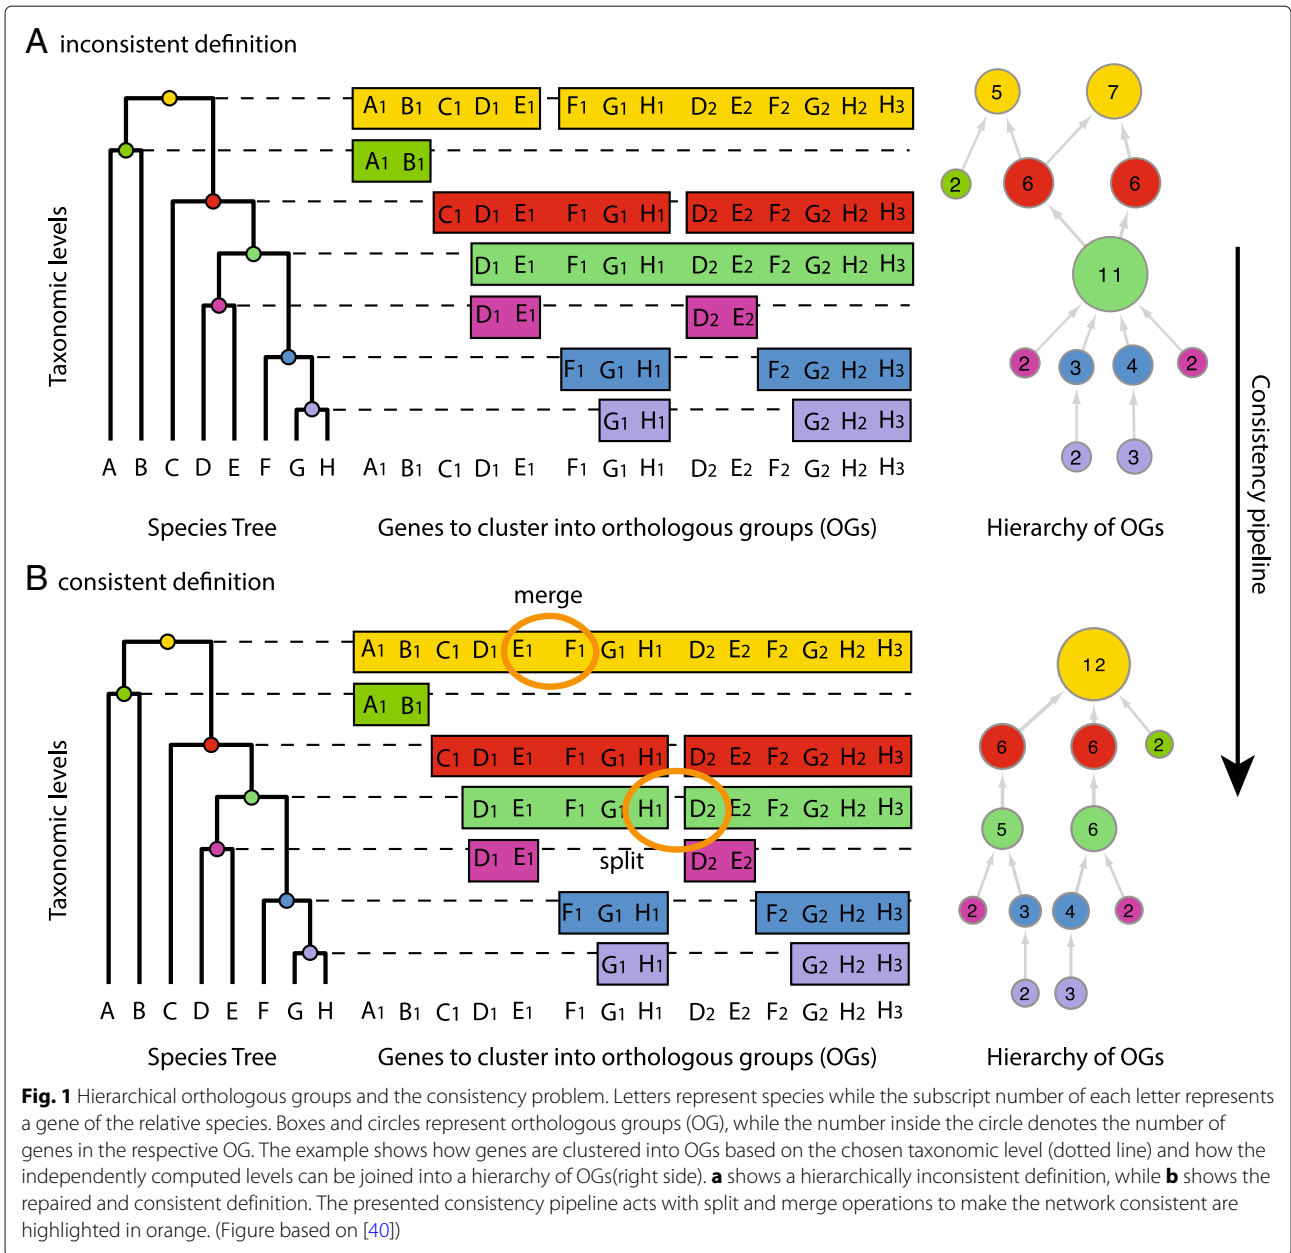 A inconsistent definition
A1 B1 C1 D1 E1 F1 G1 H1 D2 E2 F2 G2 H2 H3
5 7
A1 B1
2 6 6
C1 D1 E1 F1 G1 H1 D2 E2 F2 G2 H2 H3
D1 E1 F1 G1 H1 D2 E2 F2 G2 H2 H3
11
D1 E1 D2 E2
F1 G1 H1 F2 G2 H2 H3
2 3 4 2
G1 H1 G2 H2 H3
2 3
Taxonomic levels
A B C D E F G H A1 B1 C1 D1 E1 F1 G1 H1 D2 E2 F2 G2 H2 H3
Species Tree Genes to cluster into orthologous groups (OGs) Hierarchy of OGs
Consistency pipeline
B consistent definition
merge
A1 B1 C1 D1 E1 F1 G1 H1 D2 E2 F2 G2 H2 H3
12
A1 B1
C1 D1 E1 F1 G1 H1 D2 E2 F2 G2 H2 H3
6 6 2
D1 E1 F1 G1 H1 D2 E2 F2 G2 H2 H3
5 6
D1 E1 split D2 E2
F1 G1 H1 F2 G2 H2 H3
2 3 4 2
G1 H1 G2 H2 H3
2 3
Taxonomic levels
A B C D E F G H A1 B1 C1 D1 E1 F1 G1 H1 D2 E2 F2 G2 H2 H3
Species Tree Genes to cluster into orthologous groups (OGs) Hierarchy of OGs
Fig. 1 Hierarchical orthologous groups and the consistency problem. Letters represent species while the subscript number of each letter represents
a gene of the relative species. Boxes and circles represent orthologous groups (OG), while the number inside the circle denotes the number of
genes in the respective OG. The example shows how genes are clustered into OGs based on the chosen taxonomic level (dotted line) and how the
independently computed levels can be joined into a hierarchy of OGs(right side). a shows a hierarchically inconsistent definition, while b shows the
repaired and consistent definition. The presented consistency pipeline acts with split and merge operations to make the network consistent are
highlighted in orange. (Figure based on [40])